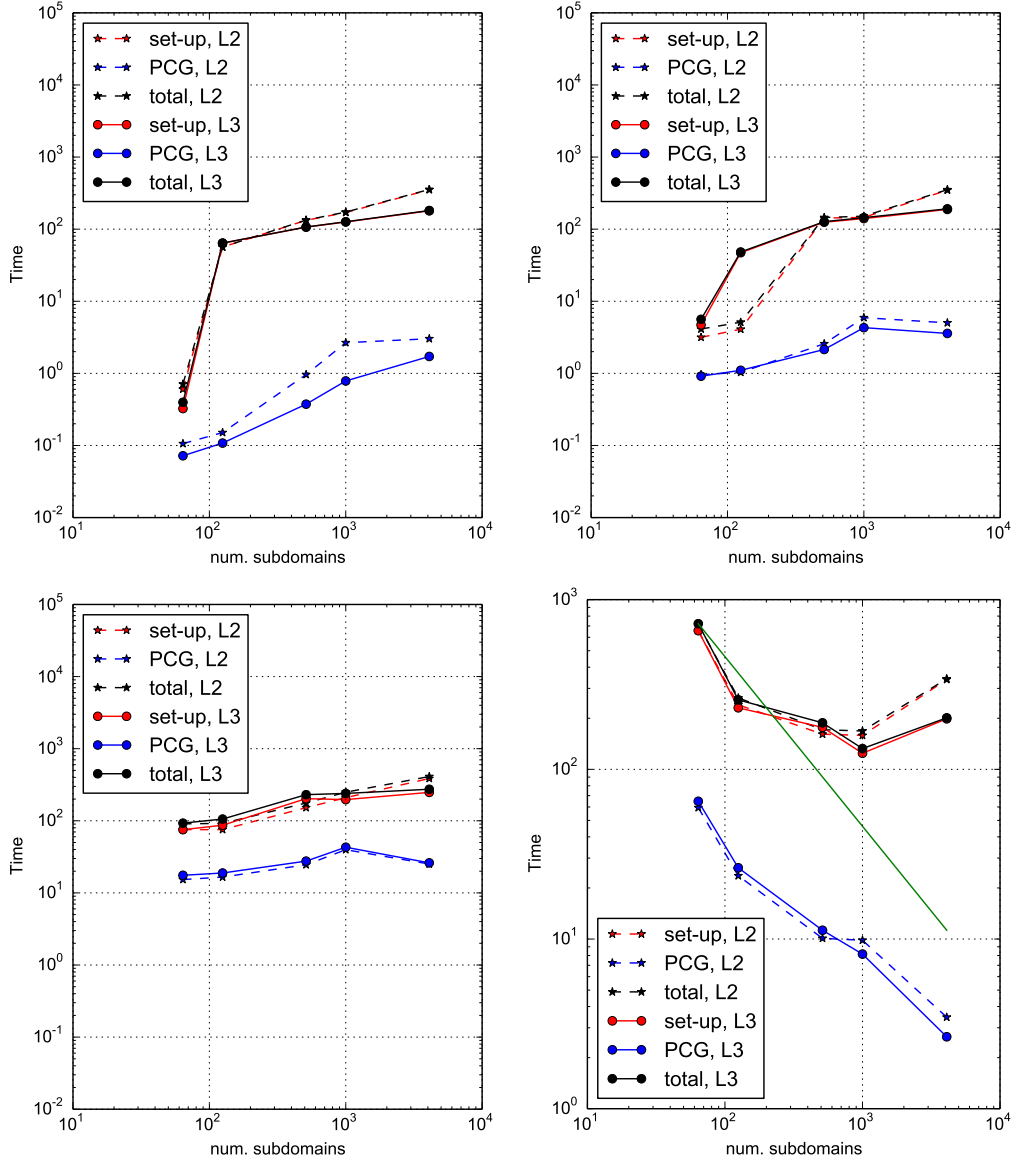 10^5
10^4
10^3
10^2
10^1
10^0
10^-1
10^-2
Time
set-up, L2
PCG, L2
total, L2
set-up, L3
PCG, L3
total, L3
10^1
10^2
10^3
10^4
num. subdomains
10^5
10^4
10^3
10^2
10^1
10^0
10^-1
10^-2
Time
set-up, L2
PCG, L2
total, L2
set-up, L3
PCG, L3
total, L3
10^1
10^2
10^3
10^4
num. subdomains
10^5
10^4
10^3
10^2
10^1
10^0
10^-1
10^-2
Time
set-up, L2
PCG, L2
total, L2
set-up, L3
PCG, L3
total, L3
10^1
10^2
10^3
10^4
num. subdomains
10^3
10^2
10^1
10^0
Time
set-up, L2
PCG, L2
total, L2
set-up, L3
PCG, L3
total, L3
10^1
10^2
10^3
10^4
num. subdomains